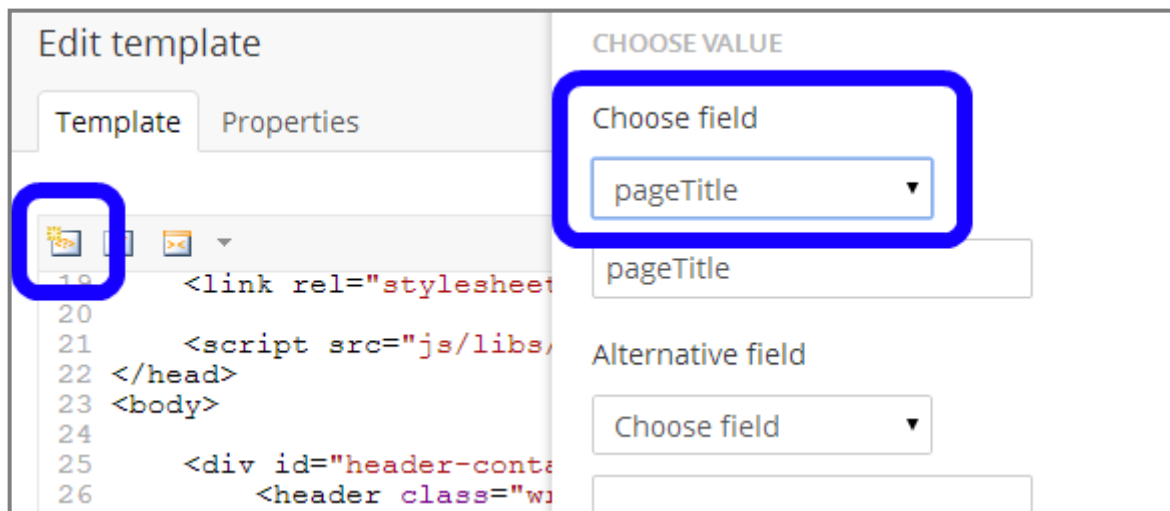 Edit template
Template Properties
19 <link rel="stylesheet
20
21 <script src="js/libs/
22 </head>
23 <body>
24
25 <div id="header-conta
26 <header class="wr
CHOOSE VALUE
Choose field
pageTitle
pageTitle
Alternative field
Choose field